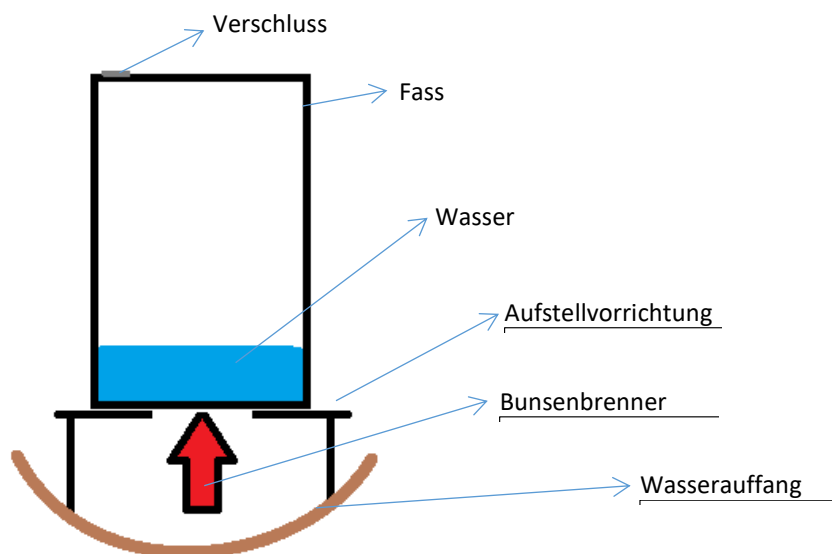 Verschluss
Fass
Wasser
Aufstellvorrichtung
Bunsenbrenner
Wasserauffang